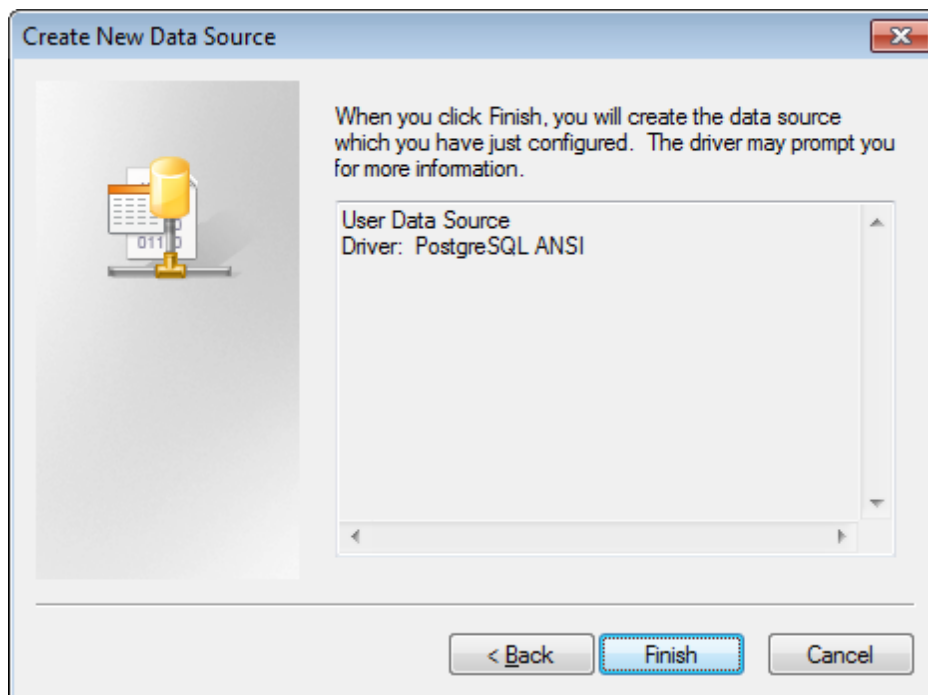 Create New Data Source
When you click Finish, you will create the data source
which you have just configured.  The driver may prompt you
for more information.
User Data Source
Driver:  PostgreSQL ANSI
< Back
Finish
Cancel